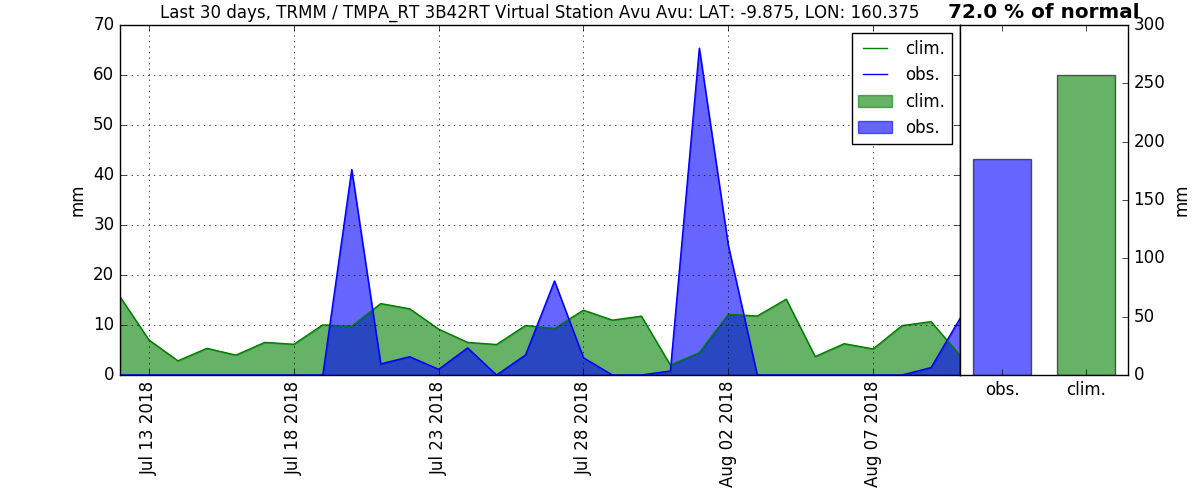 Last 30 days, TRMM / TMPA_RT 3B42RT Virtual Station Avu Avu: LAT: -9.875, LON: 160.375
72.0 % of normal
70
60
50
40
30
20
10
0
mm
clim.
obs.
clim.
obs.
Jul 13 2018
Jul 18 2018
Jul 23 2018
Jul 28 2018
Aug 02 2018
Aug 07 2018
300
250
200
150
100
50
0
mm
obs.
clim.